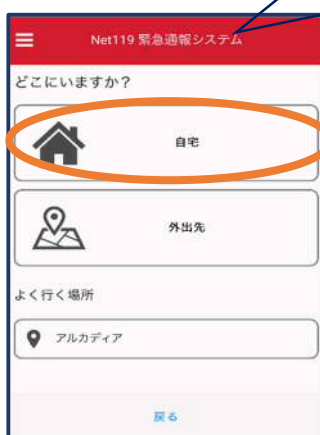 Net119 緊急通報システム
どこにいますか？
自宅
外出先
よく行く場所
アルカディア
戻る